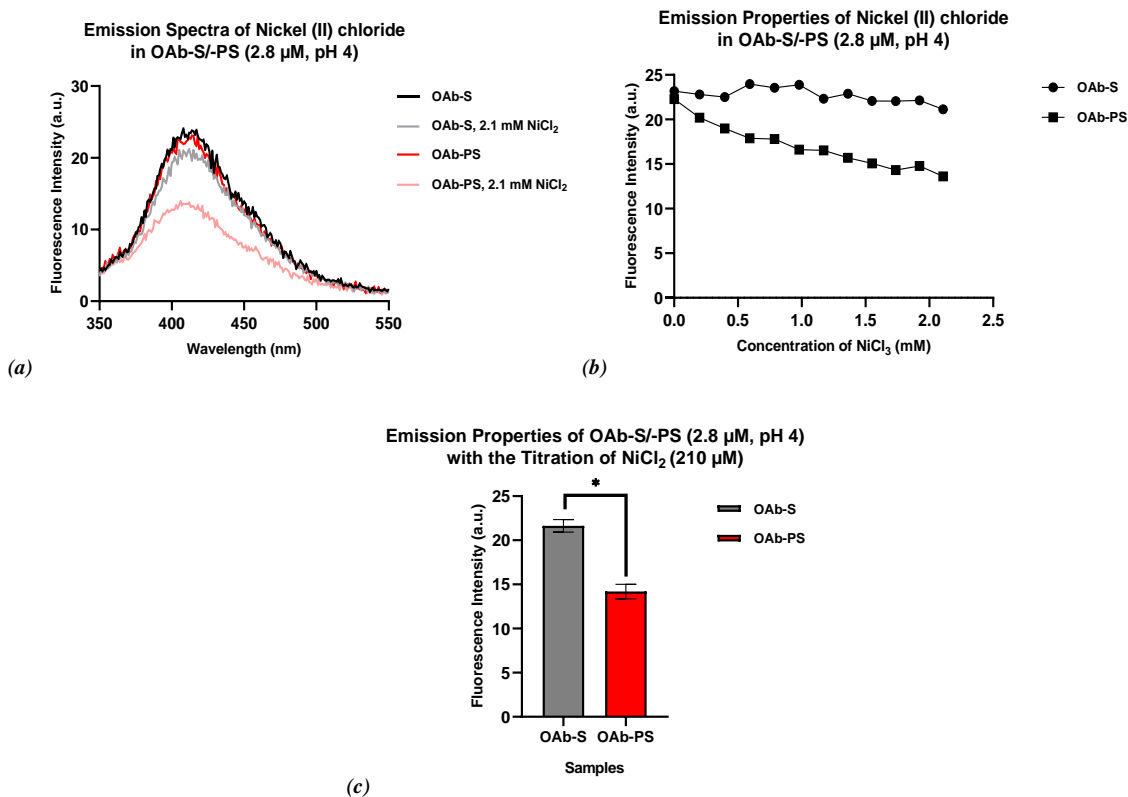 Emission Spectra of Nickel (II) chloride
in OAb-S/-PS (2.8 µM, pH 4)
Fluorescence Intensity (a.u.)
30
20
10
0
350
400
450
500
550
Wavelength (nm)
OAb-S
OAb-S, 2.1 mM NiCl₂
OAb-PS
OAb-PS, 2.1 mM NiCl₂
(a)
Emission Properties of Nickel (II) chloride
in OAb-S/-PS (2.8 µM, pH 4)
Fluorescence Intensity (a.u.)
25
20
15
10
5
0
0.0
0.5
1.0
1.5
2.0
2.5
Concentration of NiCl₃ (mM)
OAb-S
OAb-PS
(b)
Emission Properties of OAb-S/-PS (2.8 µM, pH 4)
with the Titration of NiCl₂ (210 µM)
Fluorescence Intensity (a.u.)
25
20
15
10
5
0
*
OAb-S OAb-PS
Samples
OAb-S
OAb-PS
(c)